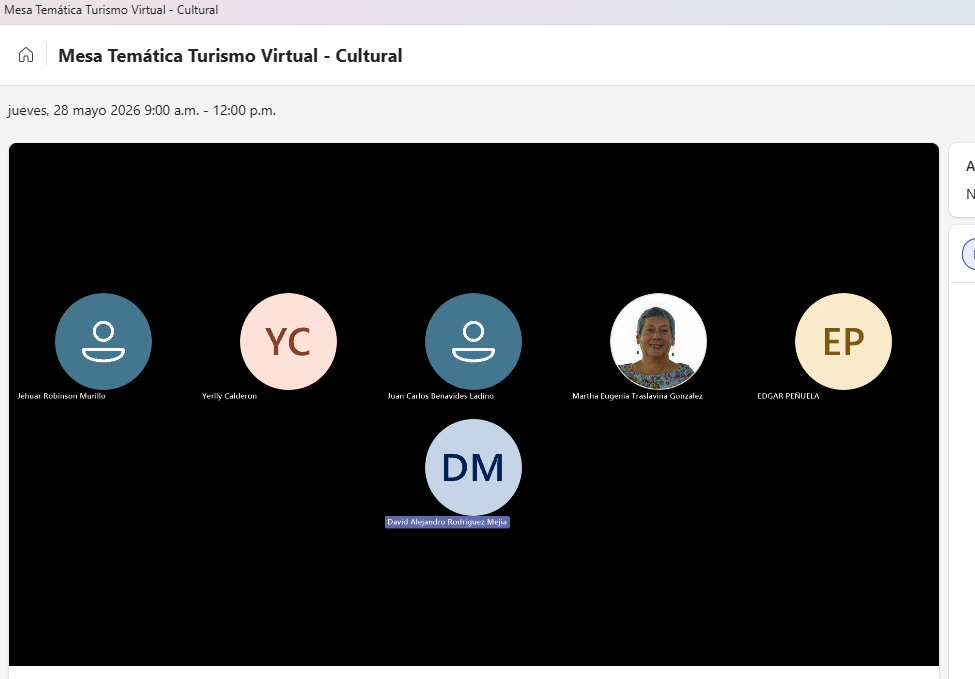 Mesa Temática Turismo Virtual - Cultural
Mesa Temática Turismo Virtual - Cultural
jueves, 28 mayo 2026 9:00 a.m. - 12:00 p.m.
A
N
YC
EP
Jehuar Robinson Murillo
Yerlly Calderon
Juan Carlos Benavides Ladino
Martha Eugenia Traslavina Gonzalez
EDGAR PEÑUELA
DM
David Alejandro Rodriguez Mejia